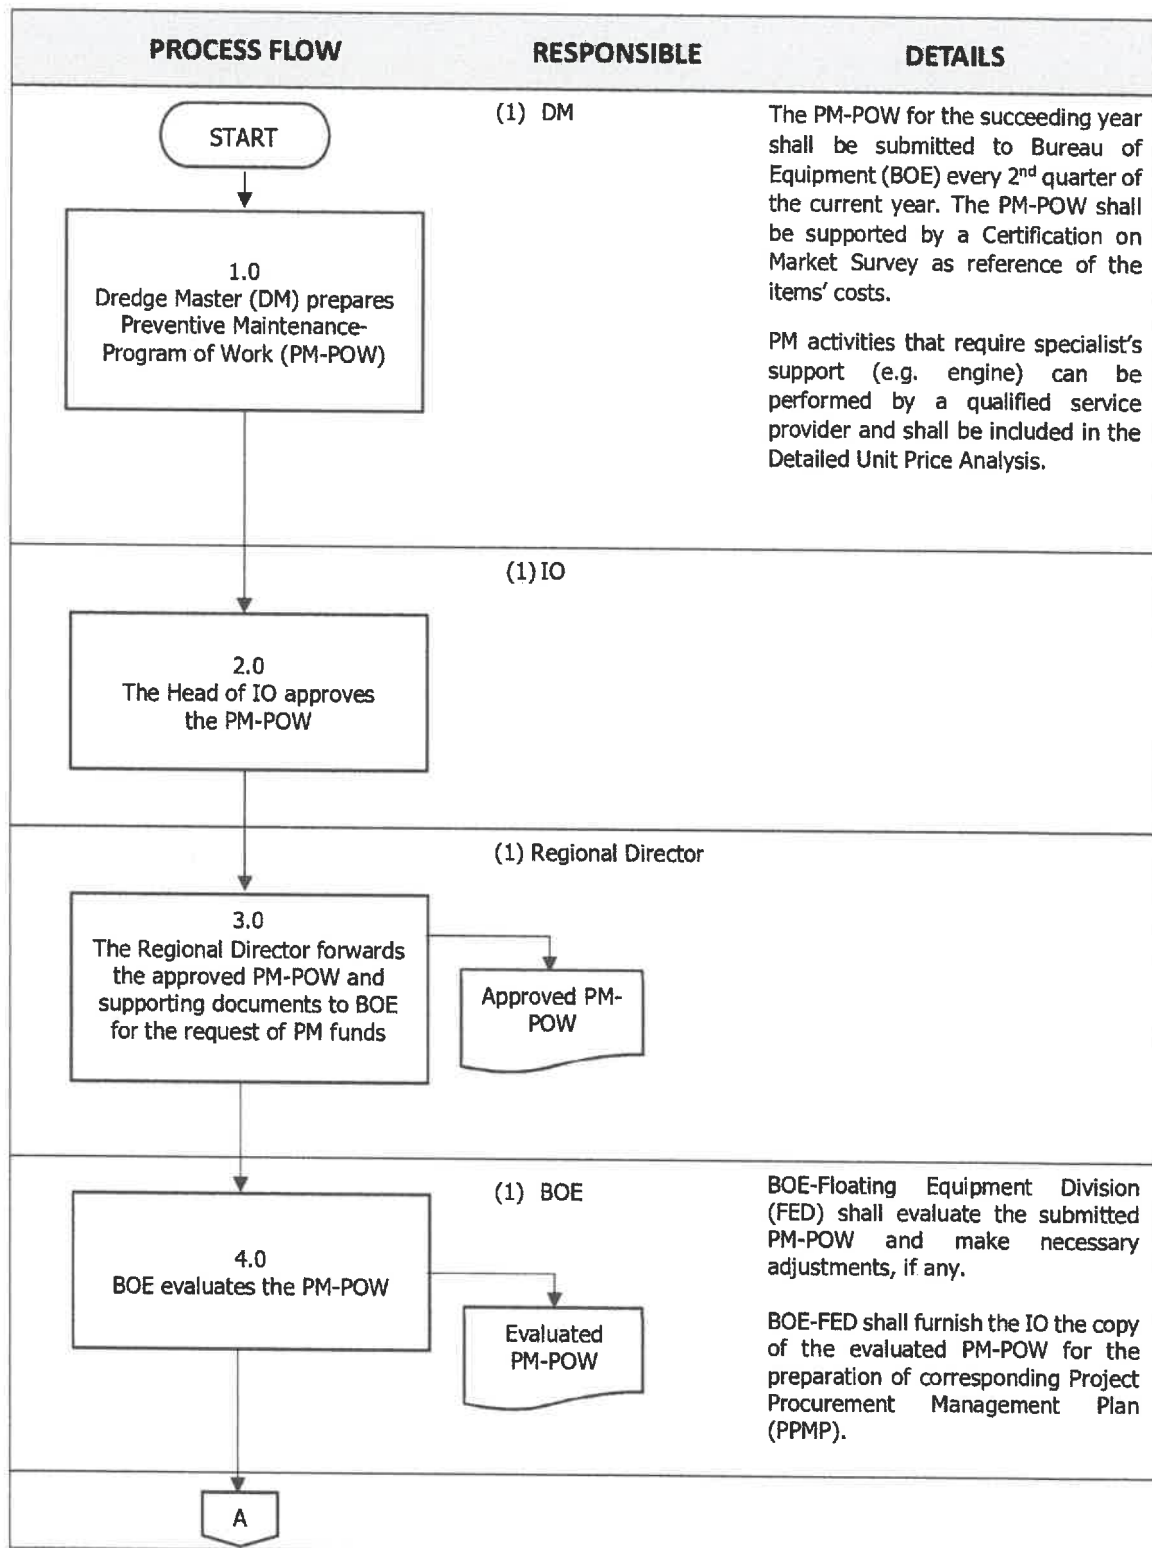 PROCESS FLOW RESPONSIBLE DETAILS
START
(1) DM
The PM-POW for the succeeding year
shall be submitted to Bureau of
Equipment (BOE) every 2nd quarter of
the current year. The PM-POW shall
be supported by a Certification on
Market Survey as reference of the
items' costs.
PM activities that require specialist's
support (e.g. engine) can be
performed by a qualified service
provider and shall be included in the
Detailed Unit Price Analysis.
1.0
Dredge Master (DM) prepares
Preventive Maintenance-
Program of Work (PM-POW)
(1) IO
2.0
The Head of IO approves
the PM-POW
(1) Regional Director
3.0
The Regional Director forwards
the approved PM-POW and
supporting documents to BOE
for the request of PM funds
Approved PM-
POW
(1) BOE
4.0
BOE evaluates the PM-POW
Evaluated
PM-POW
BOE-Floating Equipment Division
(FED) shall evaluate the submitted
PM-POW and make necessary
adjustments, if any.
BOE-FED shall furnish the IO the copy
of the evaluated PM-POW for the
preparation of corresponding Project
Procurement Management Plan
(PPMP).
A